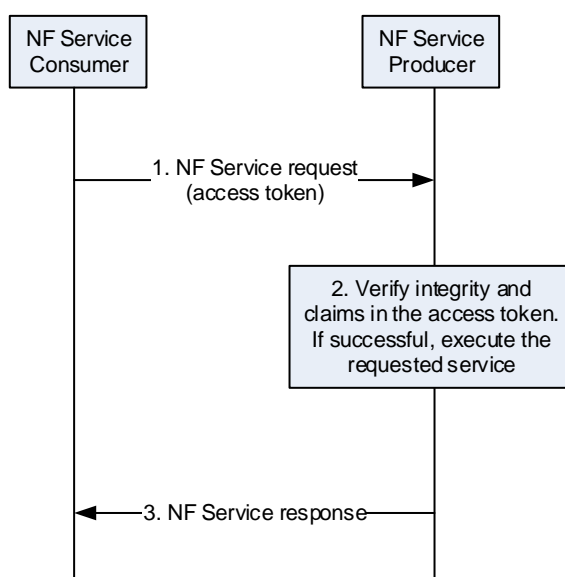 NF Service
Consumer
NF Service
Producer
1. NF Service request
(access token)
2. Verify integrity and
claims in the access token.
If successful, execute the
requested service
3. NF Service response